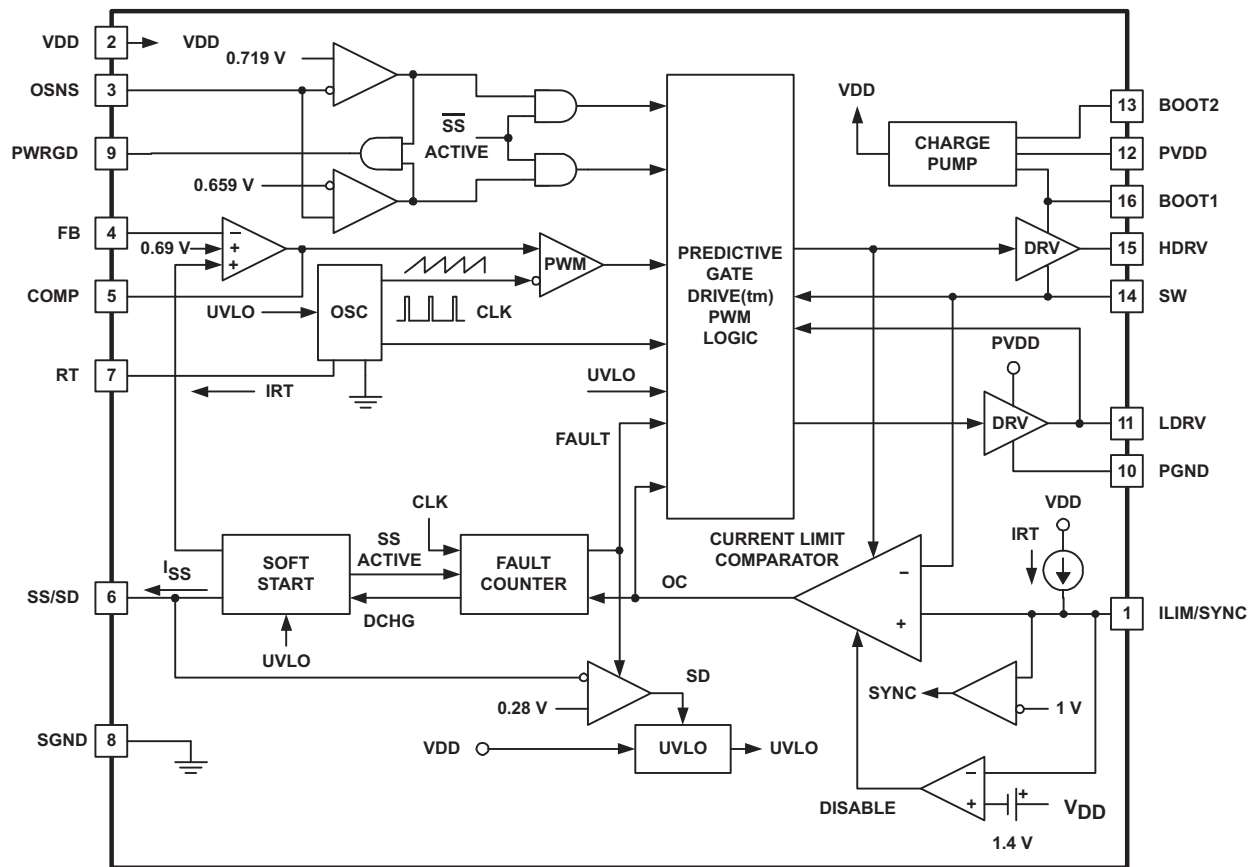 VDD 2 VDD
0.719 V
OSNS 3
PWRGD 9
SS
ACTIVE
0.659 V
FB 4
0.69 V
−
+
+
COMP 5
UVLO
OSC
CLK
PWM
RT 7
IRT
PREDICTIVE
GATE
DRIVE(tm)
PWM
LOGIC
UVLO
FAULT
VDD
CHARGE
PUMP
13 BOOT2
12 PVDD
16 BOOT1
DRV
15 HDRV
14 SW
PVDD
DRV
11 LDRV
10 PGND
CLK
SOFT
START
SS
ACTIVE
FAULT
COUNTER
DCHG
ISS
SS/SD 6
UVLO
OC
CURRENT LIMIT
COMPARATOR
−
+
VDD
IRT
1 ILIM/SYNC
SYNC
1 V
0.28 V
SD
SGND 8
VDD
UVLO
UVLO
DISABLE
−
+
+
VDD
1.4 V